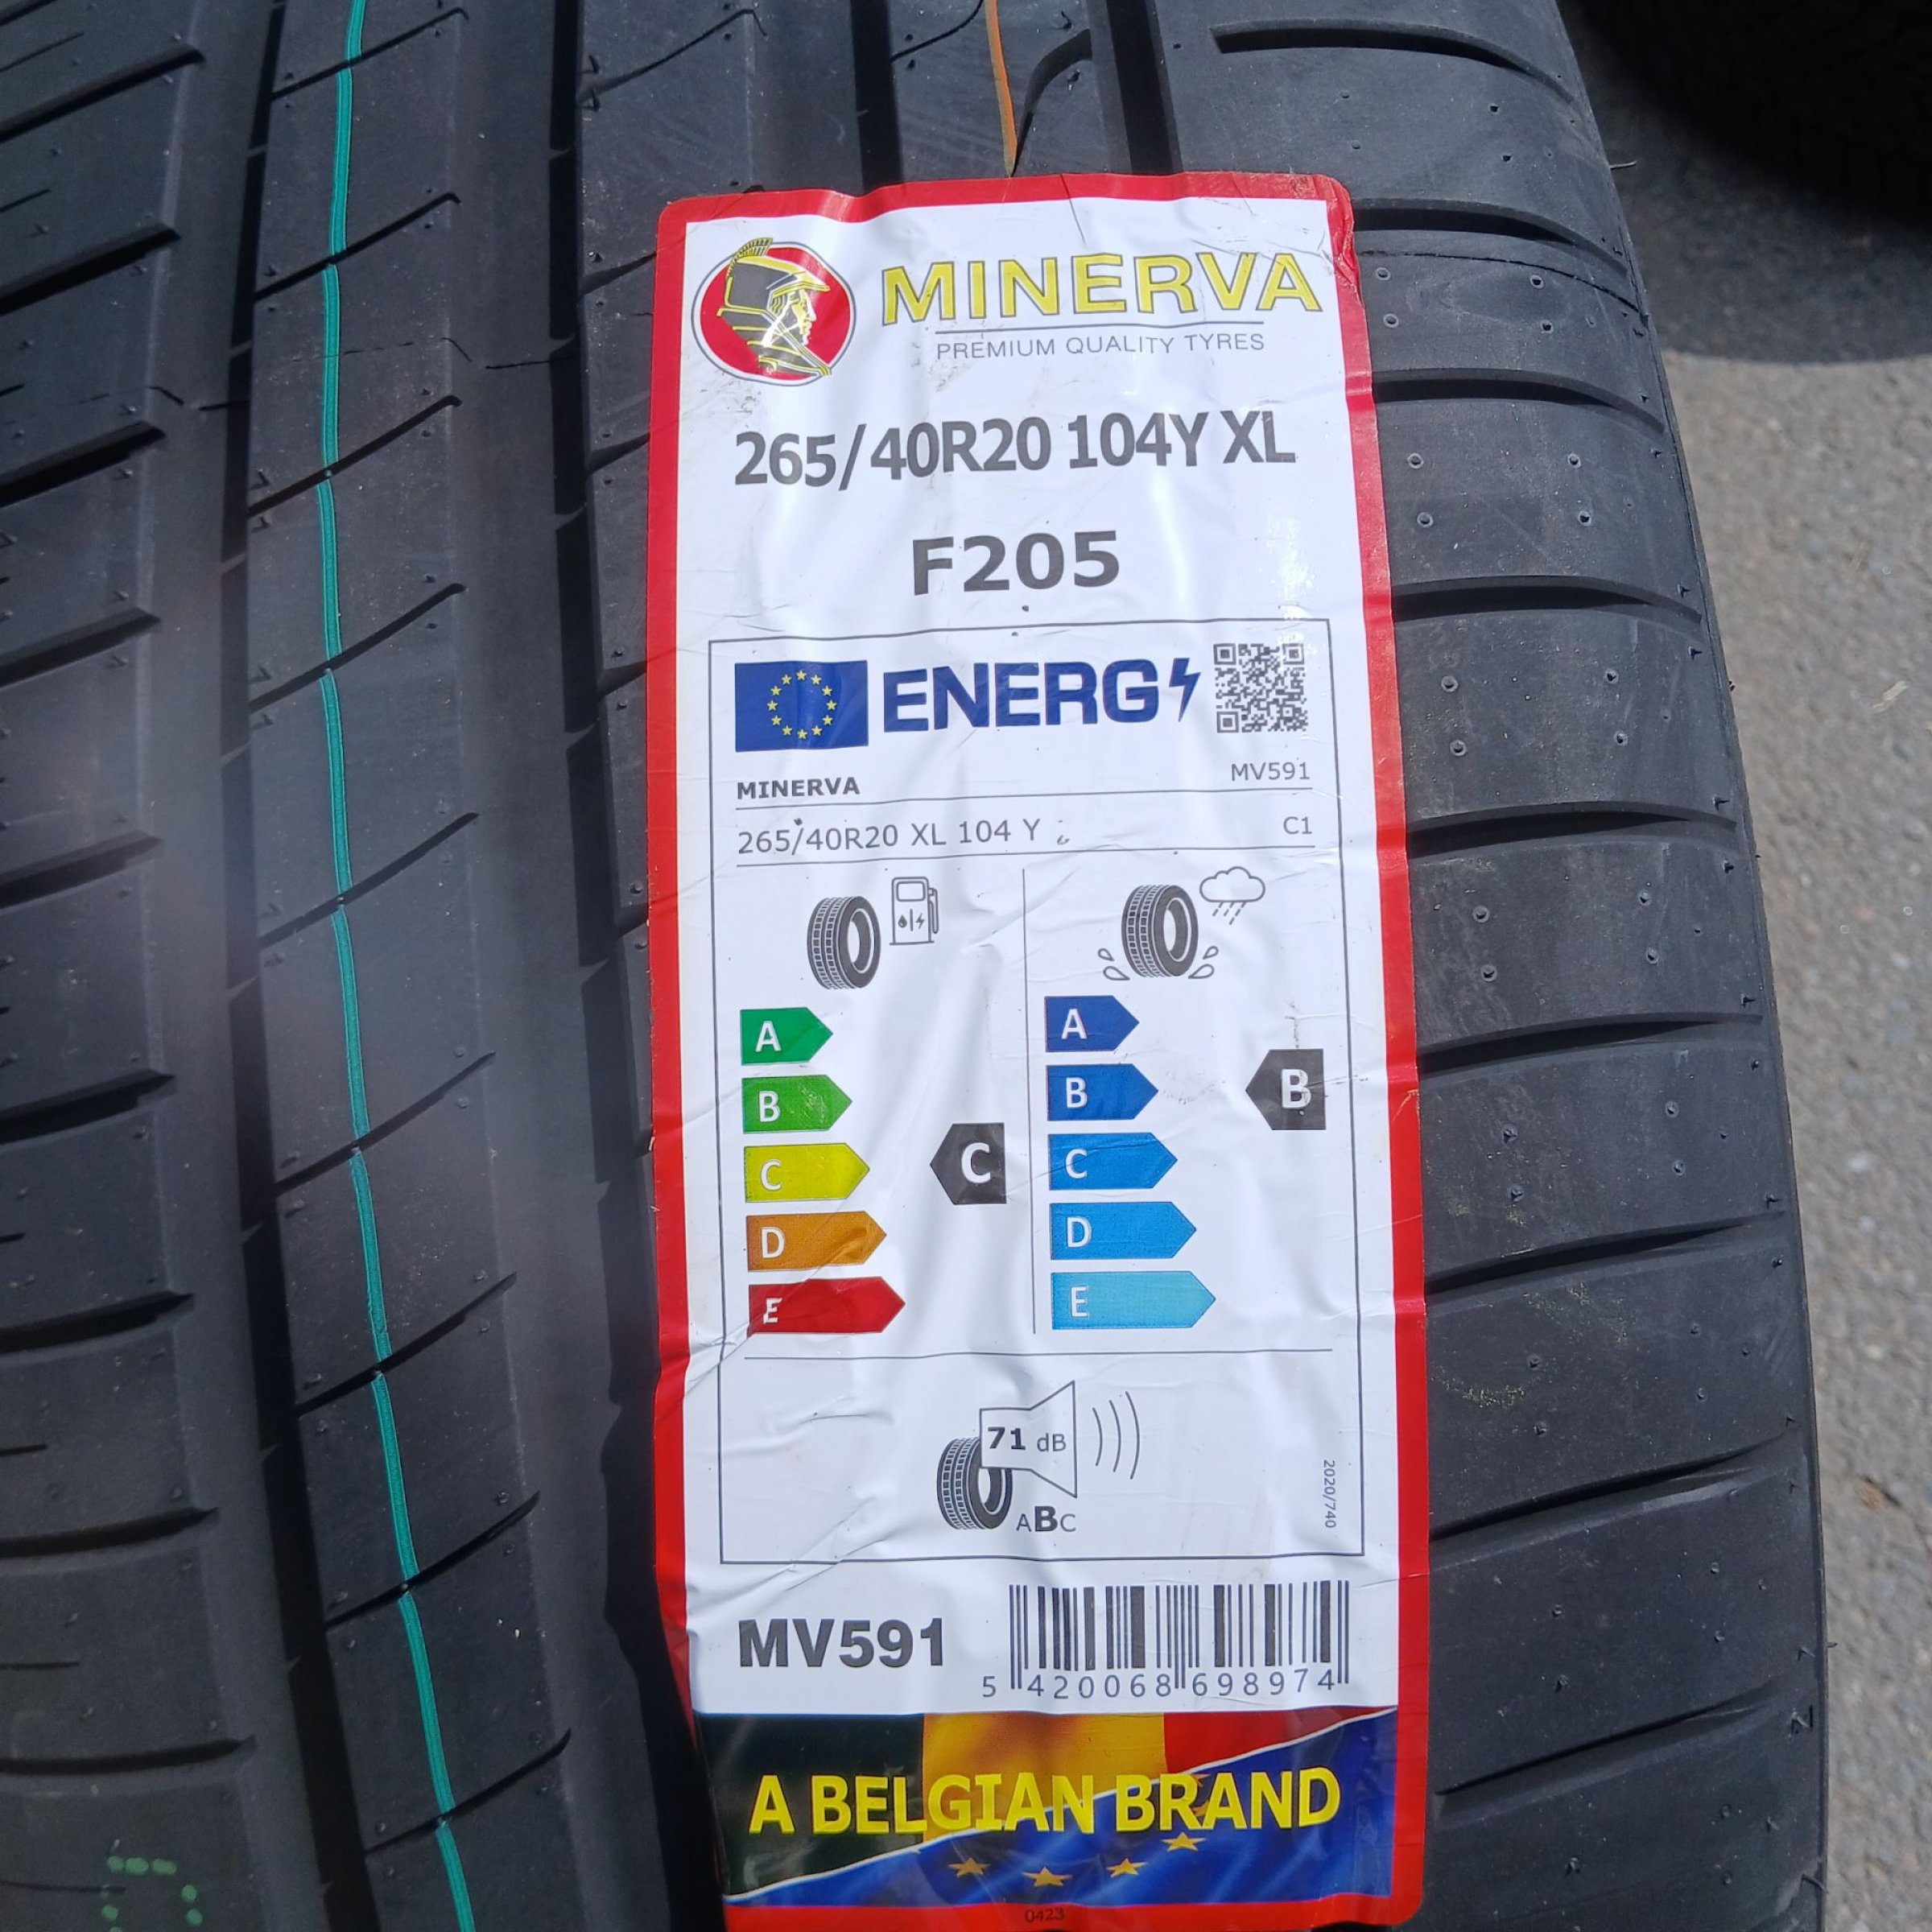 MINERVA
PREMIUM QUALITY TYRES
265/40R20 104Y XL
F205
ENERG
MINERVA
MV591
265/40R20 XL 104 Y
C1
A
A
B
B
B
C
C
C
D
D
E
E
71 dB
ABC
2020/740
MV591
5 420068 698974
A BELGIAN BRAND
0423